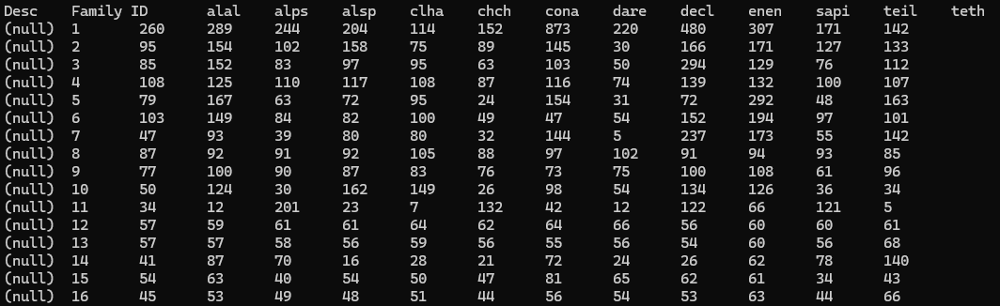 Desc Family ID alal alps alsp clha chch cona dare decl enen sapi teil teth
(null) 1 260 289 244 204 114 152 873 220 480 307 171 142
(null) 2 95 154 102 158 75 89 145 30 166 171 127 133
(null) 3 85 152 83 97 95 63 103 50 294 129 76 112
(null) 4 108 125 110 117 108 87 116 74 139 132 100 107
(null) 5 79 167 63 72 95 24 154 31 72 292 48 163
(null) 6 103 149 84 82 100 49 47 54 152 194 97 101
(null) 7 47 93 39 80 80 32 144 5 237 173 55 142
(null) 8 87 92 91 92 105 88 97 102 91 94 93 85
(null) 9 77 100 90 87 83 76 73 75 100 108 61 96
(null) 10 50 124 30 162 149 26 98 54 134 126 36 34
(null) 11 34 12 201 23 7 132 42 12 122 66 121 5
(null) 12 57 59 61 61 64 62 64 66 56 60 60 61
(null) 13 57 57 58 56 59 56 55 56 54 60 56 68
(null) 14 41 87 70 16 28 21 72 24 26 62 78 140
(null) 15 54 63 40 54 50 47 81 65 62 61 34 43
(null) 16 45 53 49 48 51 44 56 54 53 63 44 66